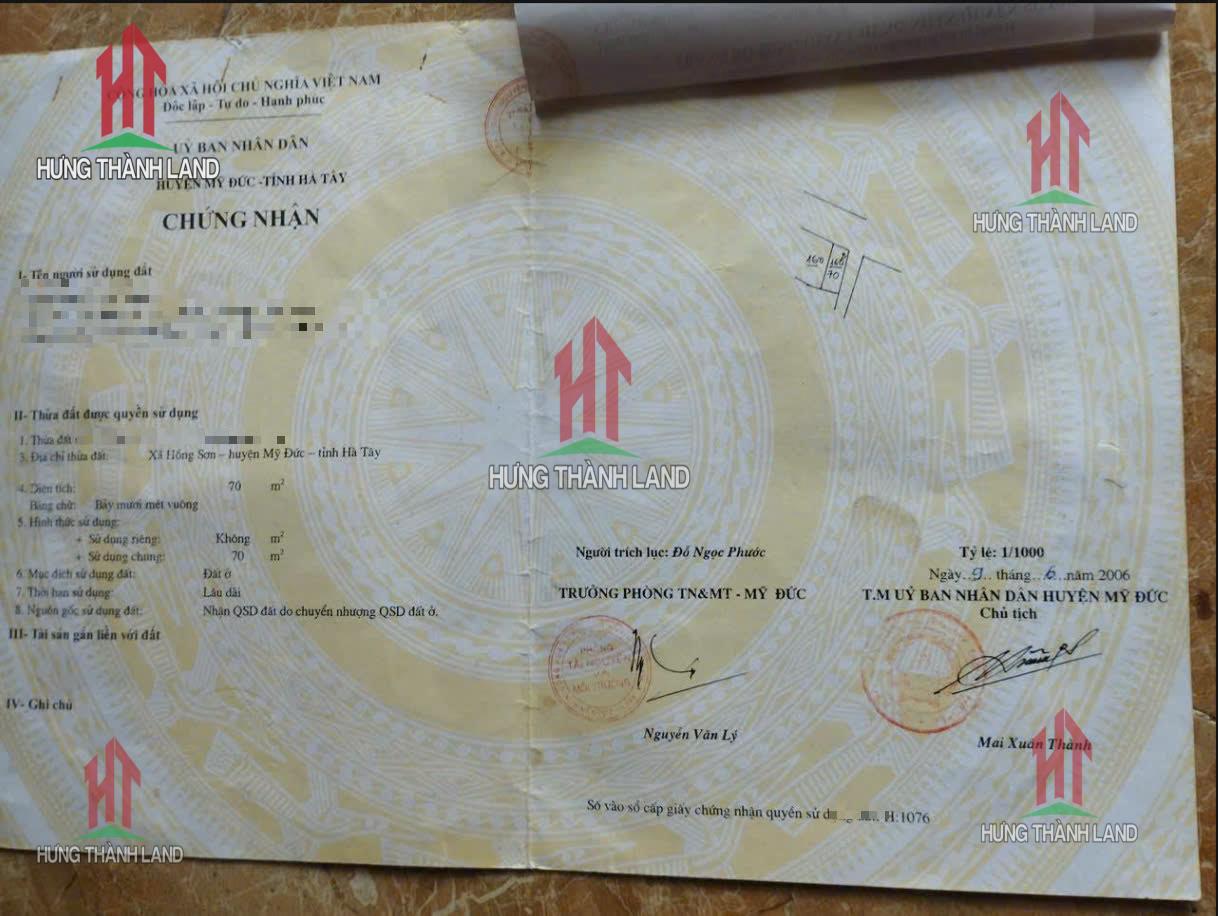 CỘNG HÒA XÃ HỘI CHỦ NGHĨA VIỆT NAM
Độc lập - Tự do - Hạnh phúc
HƯNG THÀNH LAND
UỶ BAN NHÂN DÂN
HUYỆN MỸ ĐỨC -TỈNH HÀ TÂY
CHỨNG NHẬN
HƯNG THÀNH LAND
I- Tên người sử dụng đất
160
168
70
II- Thửa đất được quyền sử dụng
1. Thửa đất :
3. Địa chỉ thửa đất: Xã Hồng Sơn – huyện Mỹ Đức – tỉnh Hà Tây
HƯNG THÀNH LAND
4. Diện tích: 70 m²
Bằng chữ: Bảy mươi mét vuông
5. Hình thức sử dụng:
+ Sử dụng riêng: Không m²
+ Sử dụng chung: 70 m²
6. Mục đích sử dụng đất: Đất ở
7. Thời hạn sử dụng: Lâu dài
8. Nguồn gốc sử dụng đất: Nhận QSD đất do chuyển nhượng QSD đất ở.
III- Tài sản gắn liền với đất
IV- Ghi chú
Người trích lục: Đỗ Ngọc Phước
TRƯỞNG PHÒNG TN&MT - MỸ ĐỨC
PHÒNG
TÀI NGUYÊN
VÀ
MÔI TRƯỜNG
Nguyễn Văn Lý
Tỷ lệ: 1/1000
Ngày..9.. tháng..6..năm 2006
T.M UỶ BAN NHÂN DÂN HUYỆN MỸ ĐỨC
Chủ tịch
Mai Xuân Thành
Số vào sổ cấp giấy chứng nhận quyền sử H:1076
HƯNG THÀNH LAND
HƯNG THÀNH LAND